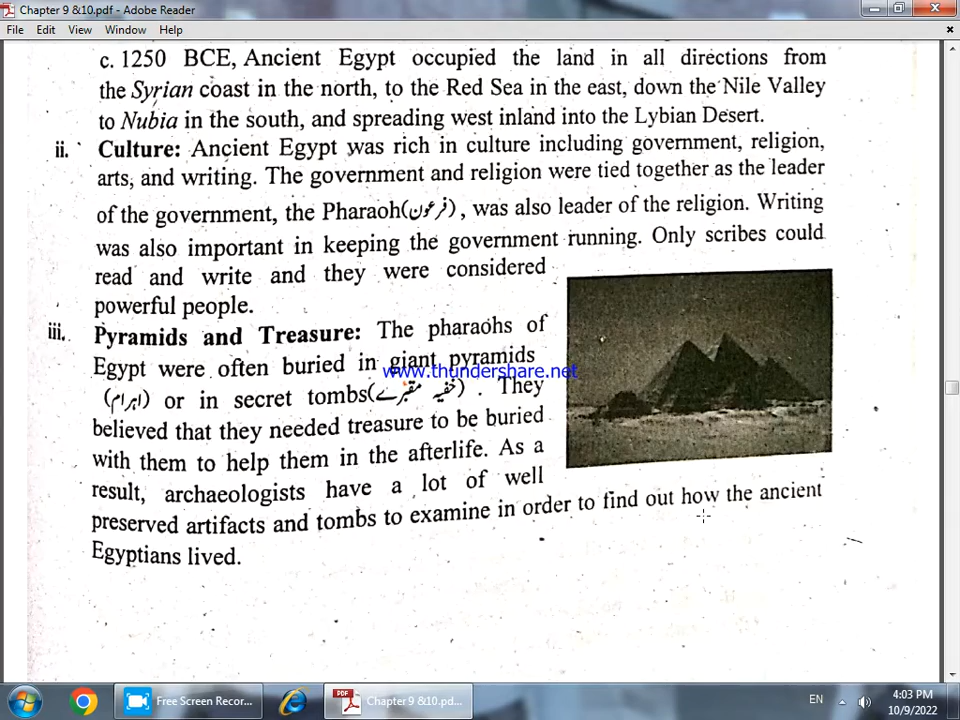 Chapter 9 &10.pdf - Adobe Reader
File Edit View Window Help
c. 1250 BCE, Ancient Egypt occupied the land in all directions from
the Syrian coast in the north, to the Red Sea in the east, down the Nile Valley
to Nubia in the south, and spreading west inland into the Lybian Desert.
ii. Culture: Ancient Egypt was rich in culture including government, religion,
arts, and writing. The government and religion were tied together as the leader
of the government, the Pharaoh(فرعون), was also leader of the religion. Writing
was also important in keeping the government running. Only scribes could
read and write and they were considered
powerful people.
iii. Pyramids and Treasure: The pharaohs of
Egypt were often buried in giant pyramids
www.thundershare.net
(اہرام) or in secret tombs(خفیہ مقبرے). They
believed that they needed treasure to be buried
with them to help them in the afterlife. As a
result, archaeologists have a lot of well
preserved artifacts and tombs to examine in order to find out how the ancient
Egyptians lived.
Free Screen Recor...
Chapter 9 &10.pd...
EN
4:03 PM
10/9/2022